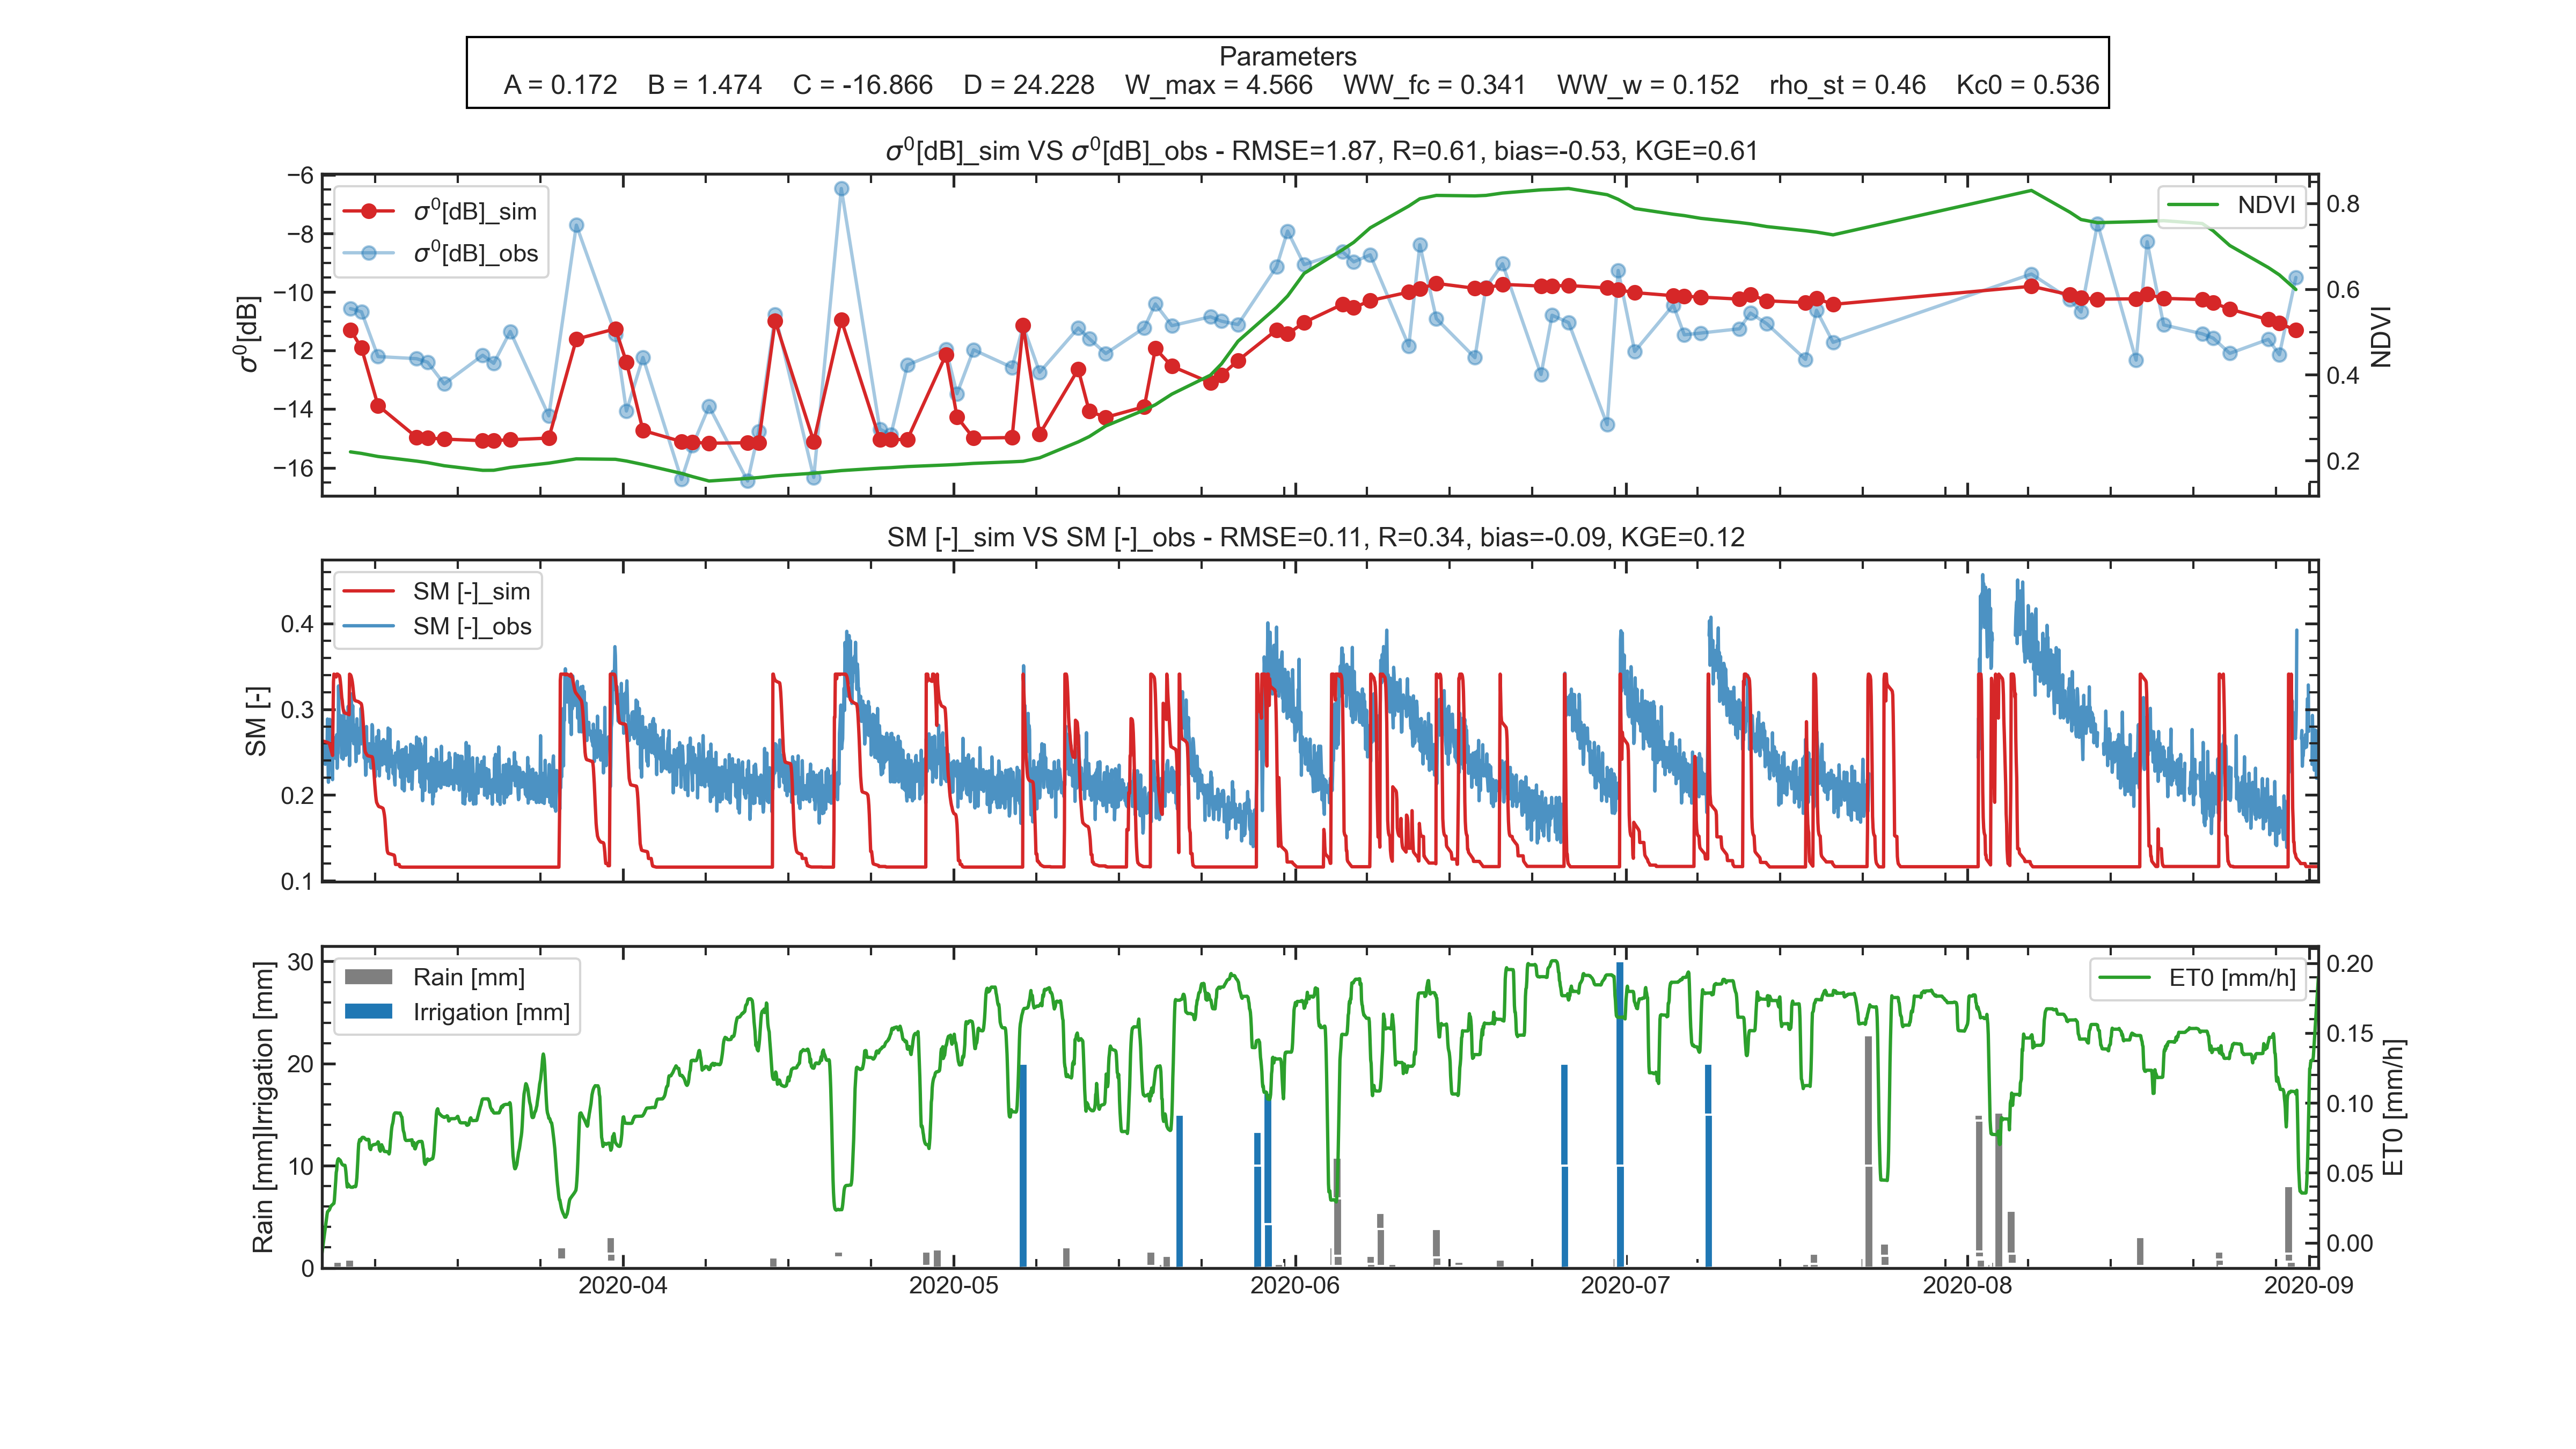 Parameters
A = 0.172 B = 1.474 C = -16.866 D = 24.228 W_max = 4.566 WW_fc = 0.341 WW_w = 0.152 rho_st = 0.46 Kc0 = 0.536
σ⁰[dB]_sim VS σ⁰[dB]_obs - RMSE=1.87, R=0.61, bias=-0.53, KGE=0.61
σ⁰[dB]_sim
σ⁰[dB]_obs
NDVI
−6
−8
−10
−12
−14
−16
σ⁰[dB]
0.8
0.6
0.4
0.2
NDVI
SM [-]_sim VS SM [-]_obs - RMSE=0.11, R=0.34, bias=-0.09, KGE=0.12
SM [-]_sim
SM [-]_obs
0.4
0.3
0.2
0.1
SM [-]
Rain [mm]
Irrigation [mm]
ET0 [mm/h]
30
20
10
0
Rain [mm]Irrigation [mm]
0.20
0.15
0.10
0.05
0.00
ET0 [mm/h]
2020-04 2020-05 2020-06 2020-07 2020-08 2020-09